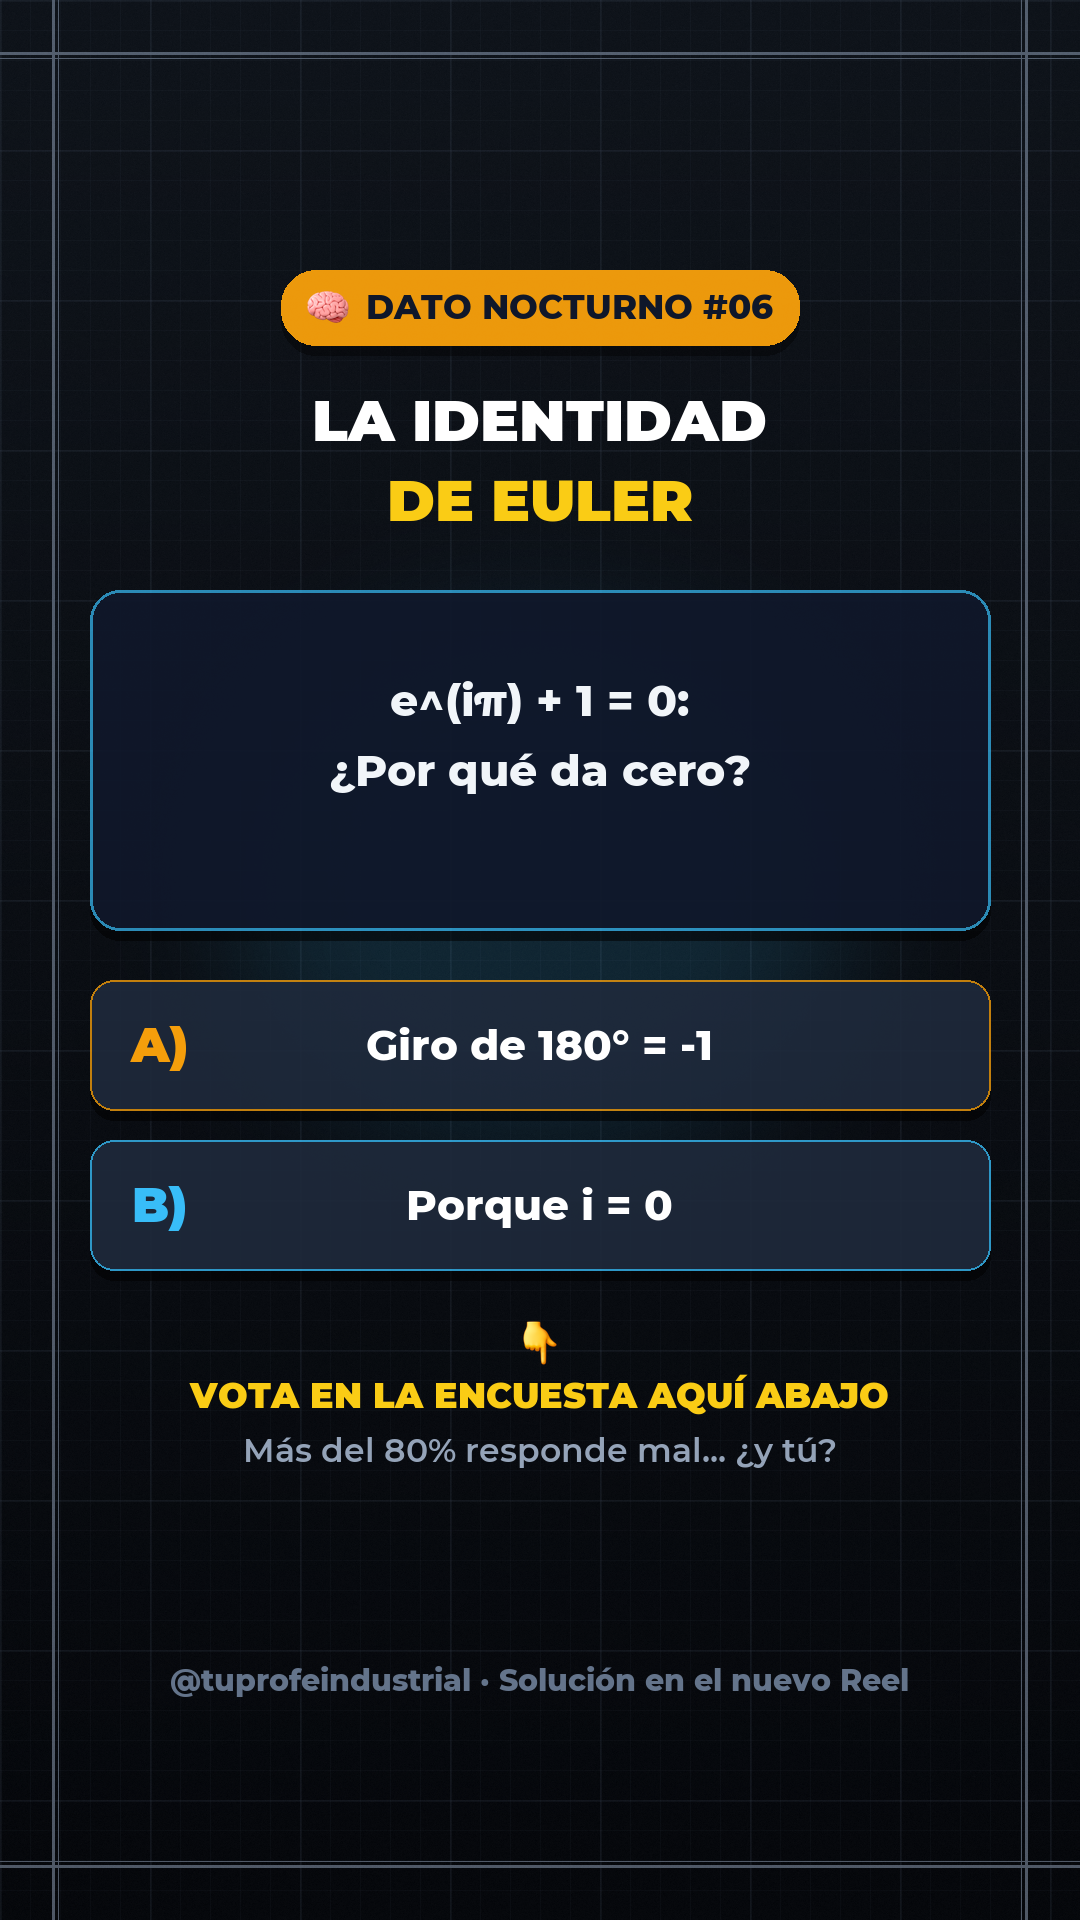 🧠 DATO NOCTURNO #06
LA IDENTIDAD
DE EULER
e^(iπ) + 1 = 0:
¿Por qué da cero?
A) Giro de 180° = -1
B) Porque i = 0
👇
VOTA EN LA ENCUESTA AQUÍ ABAJO
Más del 80% responde mal... ¿y tú?
@tuprofeindustrial • Solución en el nuevo Reel